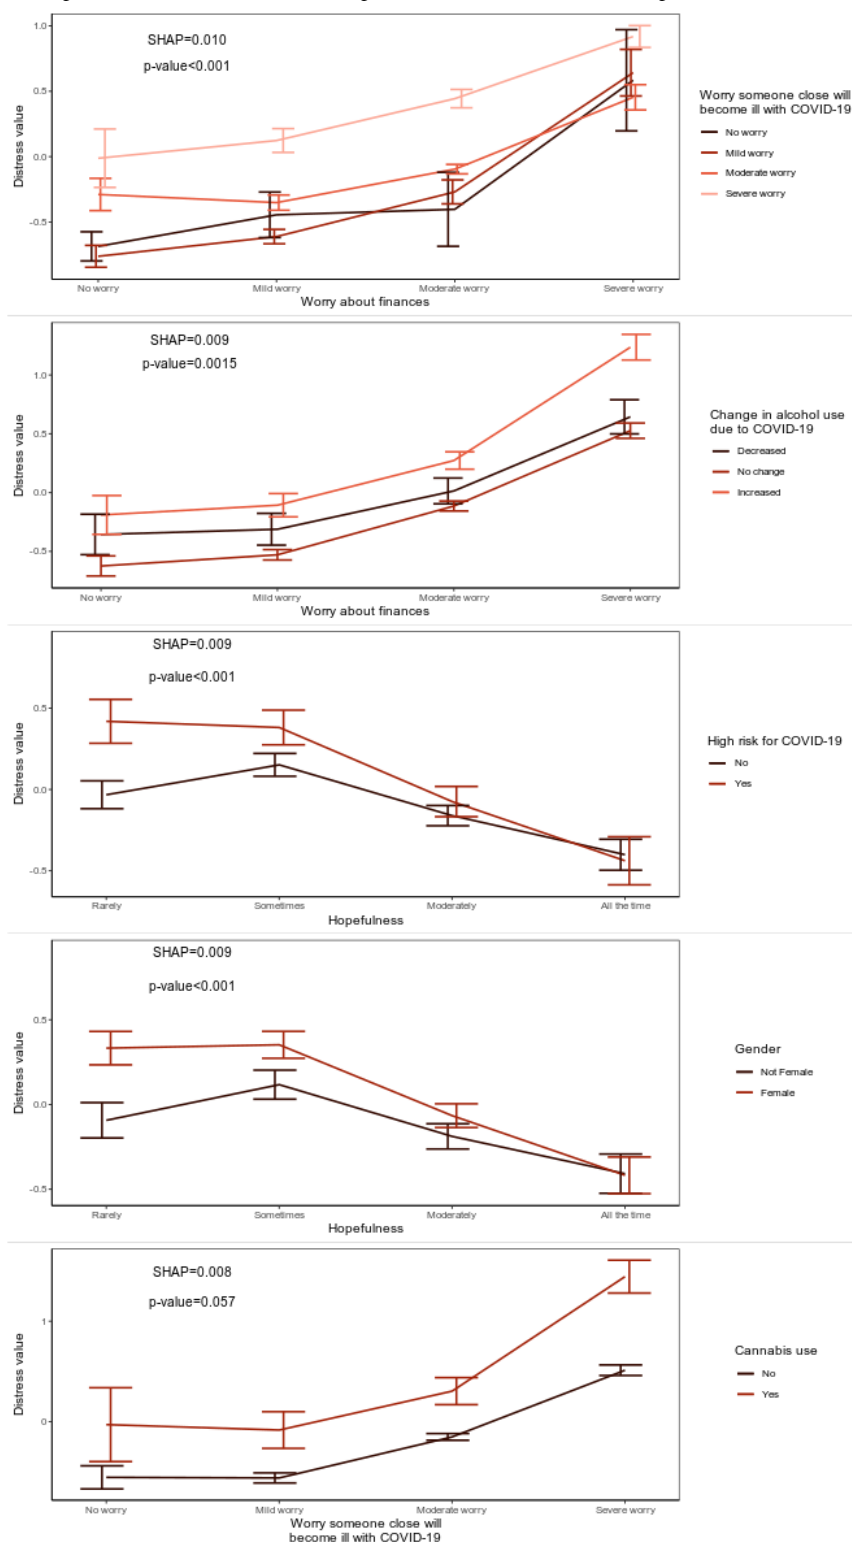 SHAP=0.010
p-value<0.001
1.0
0.5
0.0
-0.5
Distress value
No worry
Mild worry
Moderate worry
Severe worry
Worry about finances
Worry someone close will
become ill with COVID-19
No worry
Mild worry
Moderate worry
Severe worry
SHAP=0.009
p-value=0.0015
1.0
0.5
0.0
-0.5
Distress value
No worry
Mild worry
Moderate worry
Severe worry
Worry about finances
Change in alcohol use
due to COVID-19
Decreased
No change
Increased
SHAP=0.009
p-value<0.001
0.5
0.0
-0.5
Distress value
Rarely
Sometimes
Moderately
All the time
Hopefulness
High risk for COVID-19
No
Yes
SHAP=0.009
p-value<0.001
0.5
0.0
-0.5
Distress value
Rarely
Sometimes
Moderately
All the time
Hopefulness
Gender
Not Female
Female
SHAP=0.008
p-value=0.057
1
0
Distress value
No worry
Mild worry
Moderate worry
Severe worry
Worry someone close will
become ill with COVID-19
Cannabis use
No
Yes